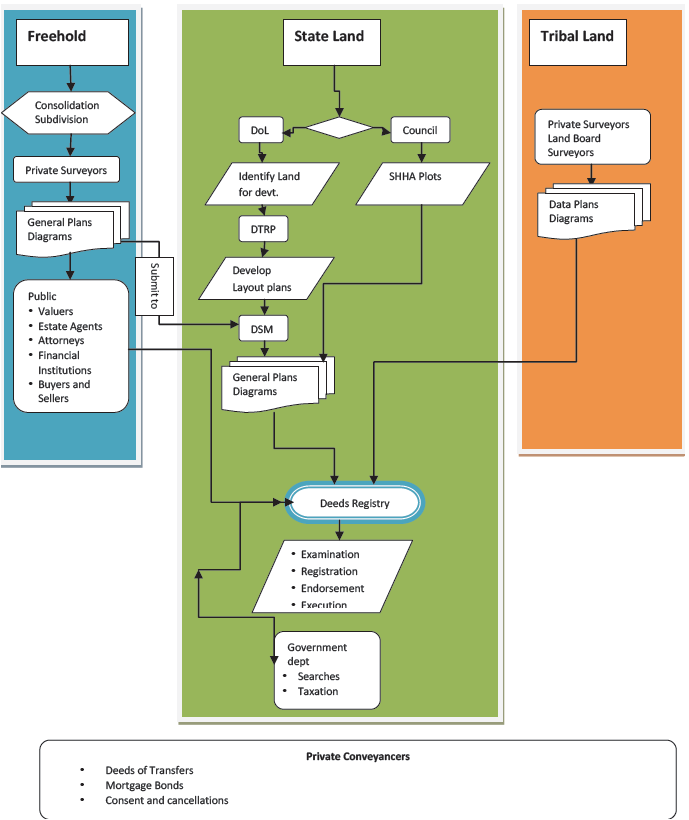 Freehold
Consolidation
Subdivision
Private Surveyors
General Plans
Diagrams
Submit to
Public
• Valuers
• Estate Agents
• Attorneys
• Financial
Institutions
• Buyers and
Sellers
State Land
DoL
Council
Identify Land
for devt.
SHHA Plots
DTRP
Develop
Layout plans
DSM
General Plans
Diagrams
Tribal Land
Private Surveyors
Land Board
Surveyors
Data Plans
Diagrams
Deeds Registry
• Examination
• Registration
• Endorsement
• Execution
Government
dept
• Searches
• Taxation
Private Conveyancers
• Deeds of Transfers
• Mortgage Bonds
• Consent and cancellations